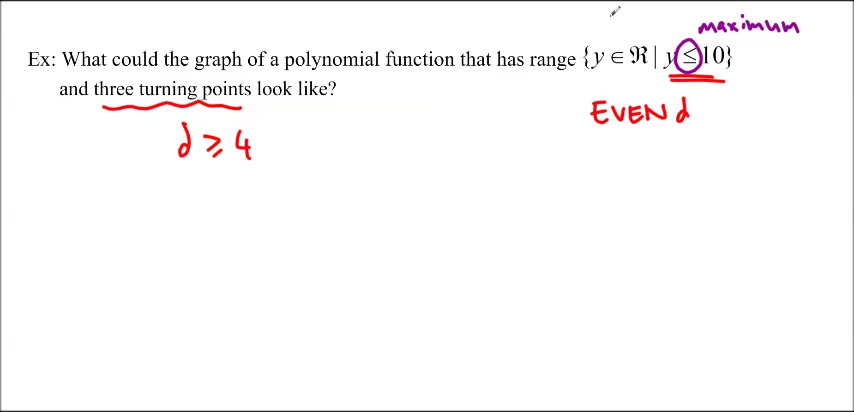 maximum
Ex: What could the graph of a polynomial function that has range {y ∈ ℜ | y ≤ 10}
and three turning points look like?
EVEN d
d ≥ 4